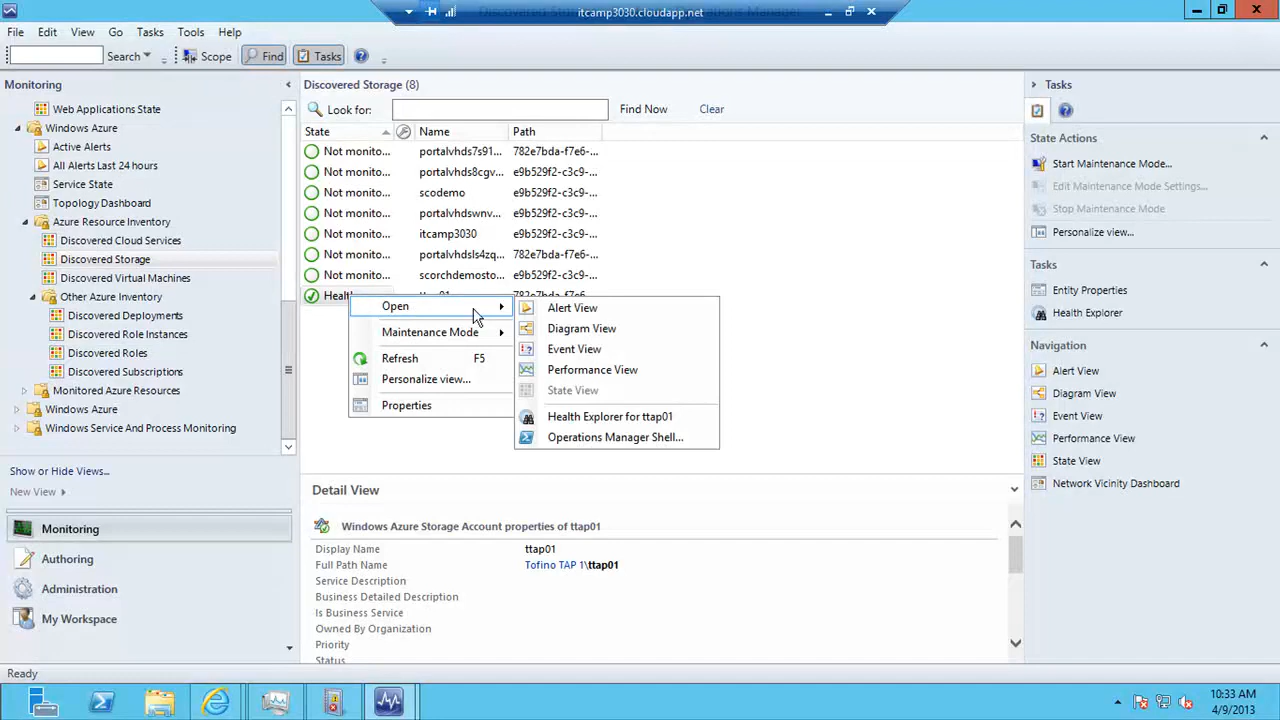 itcamp3030.cloudapp.net
File Edit View Go Tasks Tools Help
Search Scope Find Tasks
Monitoring
Web Applications State
Windows Azure
Active Alerts
All Alerts Last 24 hours
Service State
Topology Dashboard
Azure Resource Inventory
Discovered Cloud Services
Discovered Storage
Discovered Virtual Machines
Other Azure Inventory
Discovered Deployments
Discovered Role Instances
Discovered Roles
Discovered Subscriptions
Monitored Azure Resources
Windows Azure
Windows Service And Process Monitoring
Show or Hide Views...
New View
Monitoring
Authoring
Administration
My Workspace
Discovered Storage (8)
Look for: Find Now Clear
State Name Path
Not monito... portalvhds7s91... 782e7bda-f7e6-...
Not monito... portalvhds8cgv... e9b529f2-c3c9-...
Not monito... scodemo e9b529f2-c3c9-...
Not monito... portalvhdswnv... e9b529f2-c3c9-...
Not monito... itcamp3030 e9b529f2-c3c9-...
Not monito... portalvhdsls4zq... 782e7bda-f7e6-...
Not monito... scorchdemosto... e9b529f2-c3c9-...
Open
Maintenance Mode
Refresh F5
Personalize view...
Properties
Alert View
Diagram View
Event View
Performance View
State View
Health Explorer for ttap01
Operations Manager Shell...
Detail View
Windows Azure Storage Account properties of ttap01
Display Name ttap01
Full Path Name Tofino TAP 1\ttap01
Service Description
Business Detailed Description
Is Business Service
Owned By Organization
Priority
Status
Tasks
State Actions
Start Maintenance Mode...
Edit Maintenance Mode Settings...
Stop Maintenance Mode
Personalize view...
Tasks
Entity Properties
Health Explorer
Navigation
Alert View
Diagram View
Event View
Performance View
State View
Network Vicinity Dashboard
Ready
10:33 AM
4/9/2013